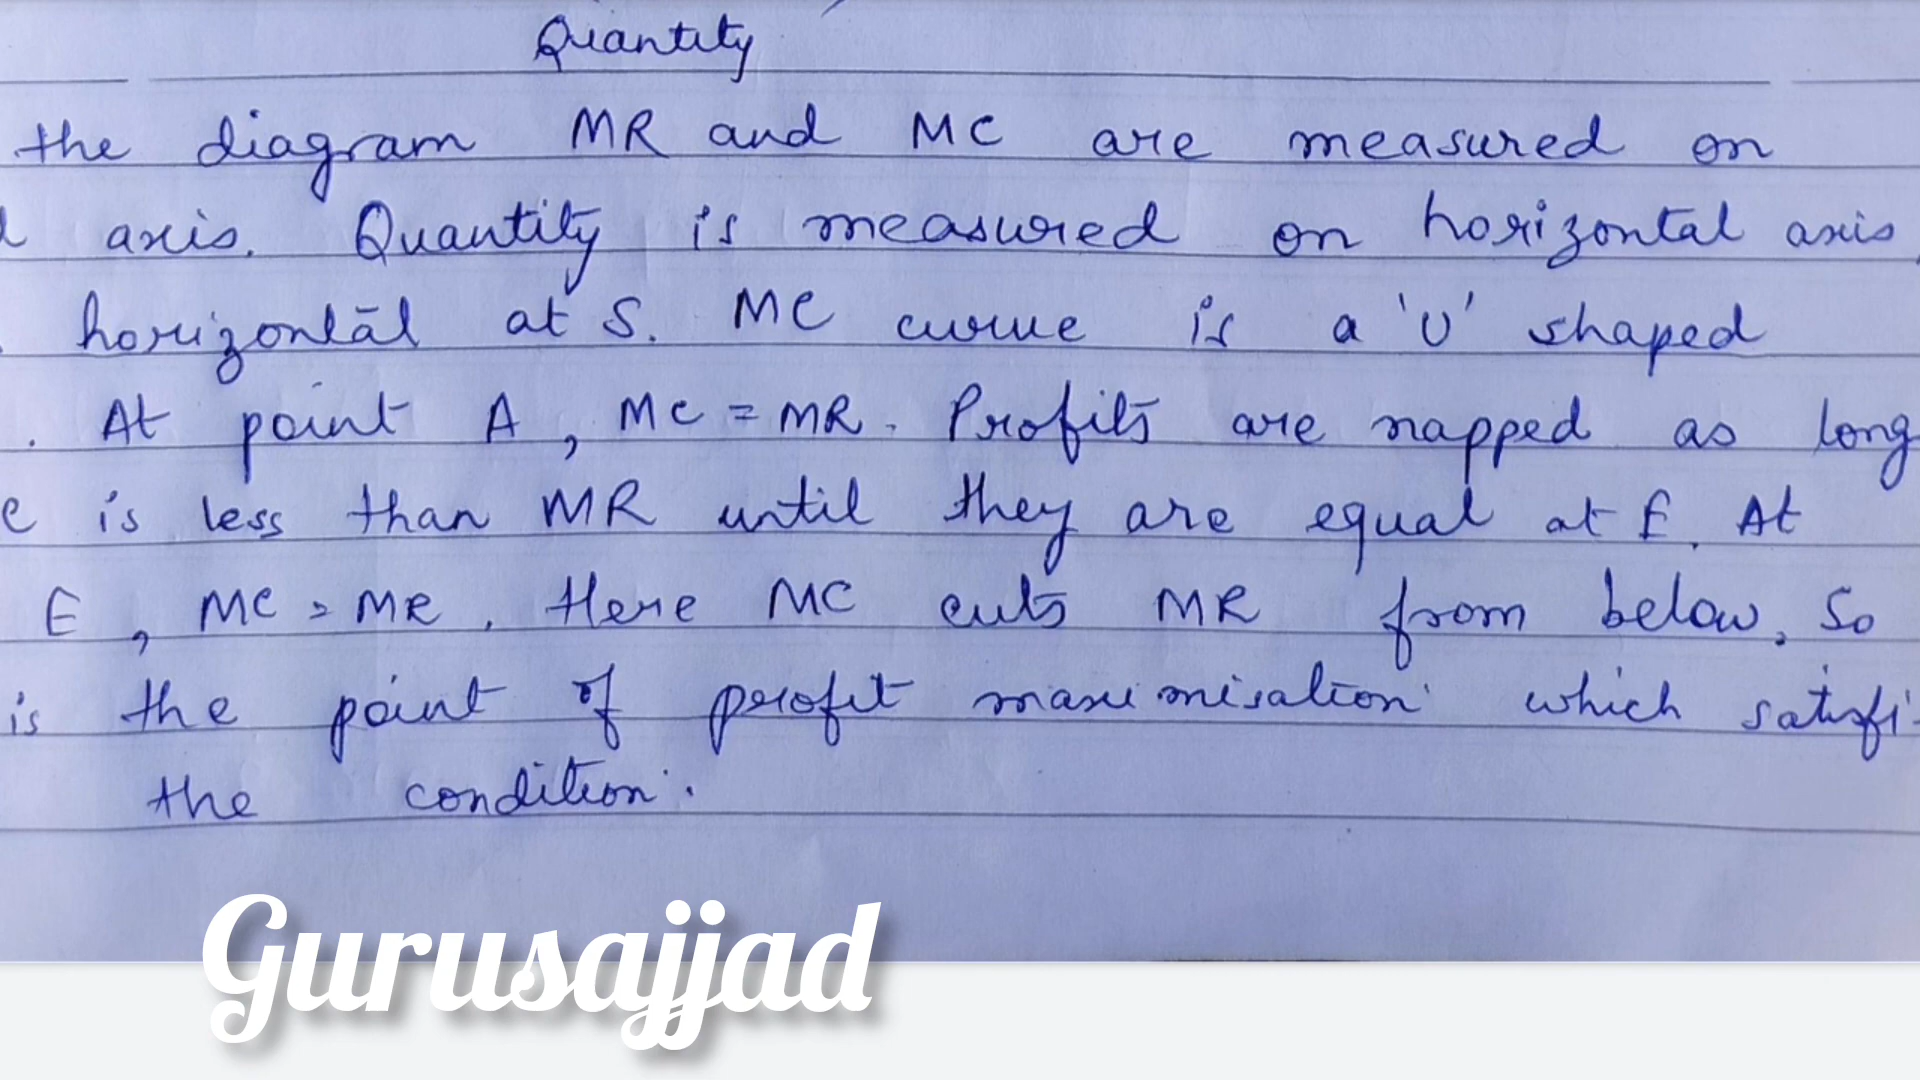 Quantity
the diagram MR and MC are measured on
l axis. Quantity is measured on horizontal axis,
horizontal at S. MC curve is a 'U' shaped
. At point A, MC = MR. Profits are mapped as long
c is less than MR until they are equal at E. At
E, MC = MR. Here MC cuts MR from below. So
is the point of profit maximisation which satisfi-
the condition.
Gurusajjad